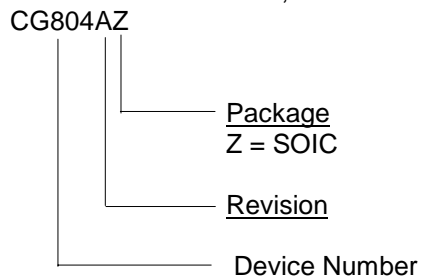 CG804AZ
Package
Z = SOIC
Revision
Device Number